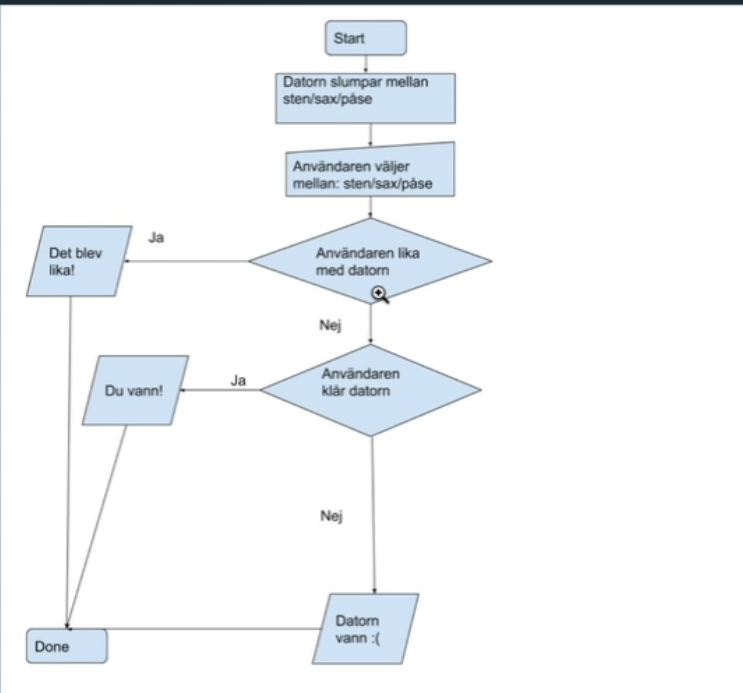 Start
Datorn slumpar mellan
sten/sax/påse
Användaren väljer
mellan: sten/sax/påse
Användaren lika
med datorn
Ja
Det blev
lika!
Nej
Användaren
klår datorn
Ja
Du vann!
Nej
Datorn
vann :(
Done